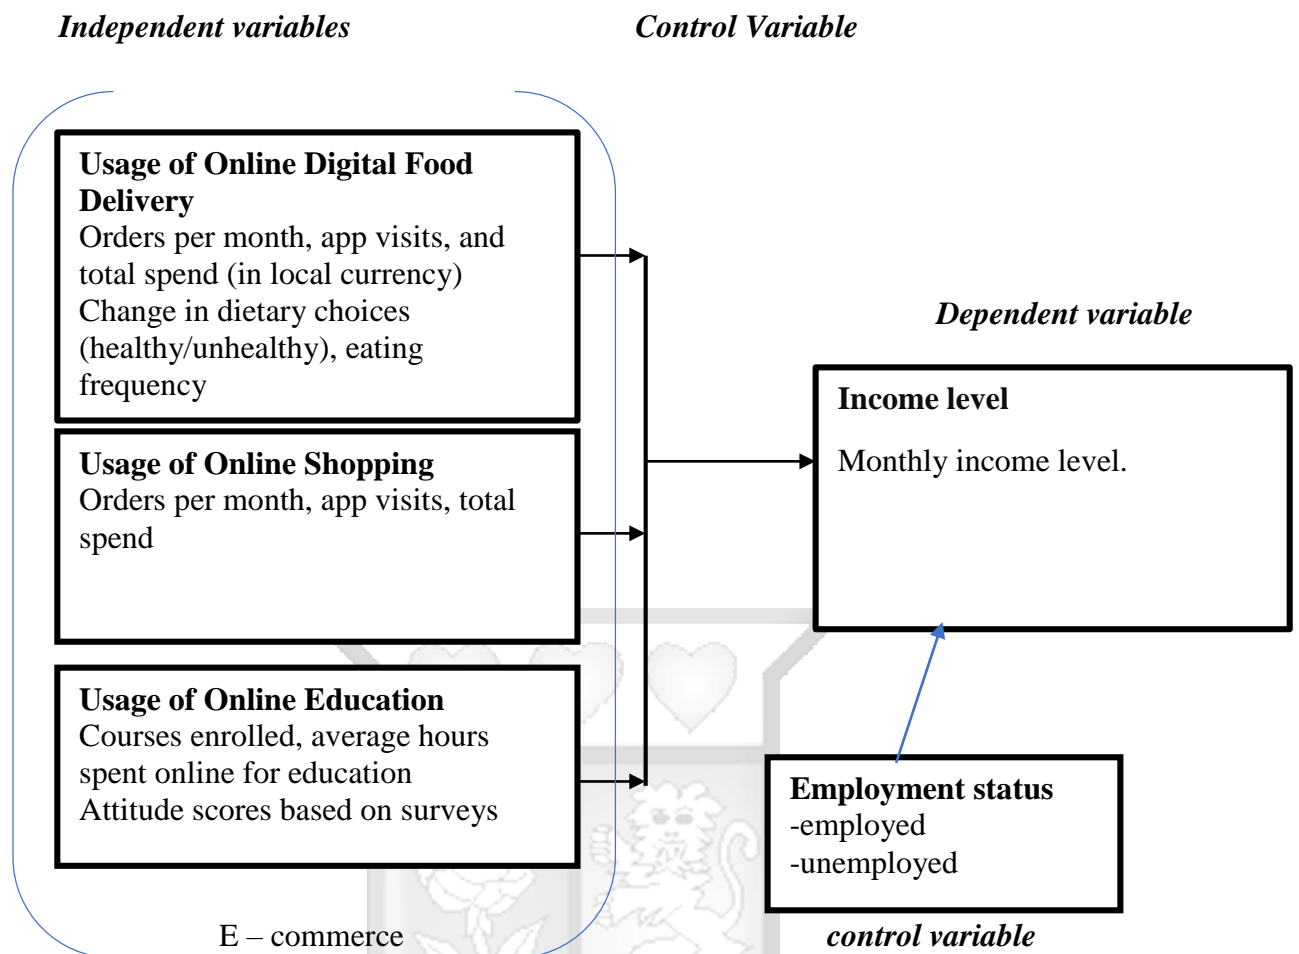 Independent variables
Control Variable
Usage of Online Digital Food
Delivery
Orders per month, app visits, and
total spend (in local currency)
Change in dietary choices
(healthy/unhealthy), eating
frequency
Usage of Online Shopping
Orders per month, app visits, total
spend
Usage of Online Education
Courses enrolled, average hours
spent online for education
Attitude scores based on surveys
E – commerce
Dependent variable
Income level
Monthly income level.
Employment status
-employed
-unemployed
control variable